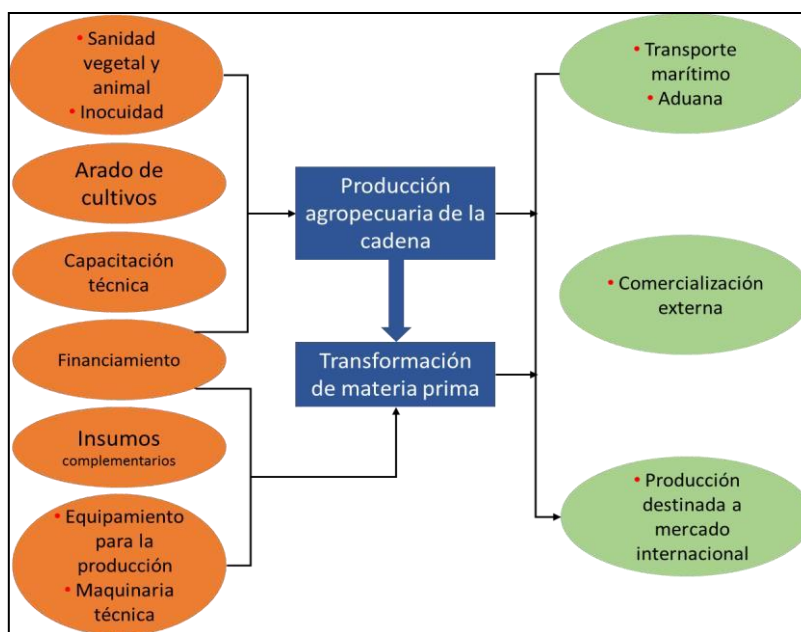 • Sanidad
vegetal y
animal
• Inocuidad
Arado de
cultivos
Capacitación
técnica
Financiamiento
Insumos
complementarios
• Equipamiento
para la
producción
• Maquinaria
técnica
Producción
agropecuaria de la
cadena
Transformación
de materia prima
• Transporte
marítimo
• Aduana
• Comercialización
externa
• Producción
destinada a
mercado
internacional